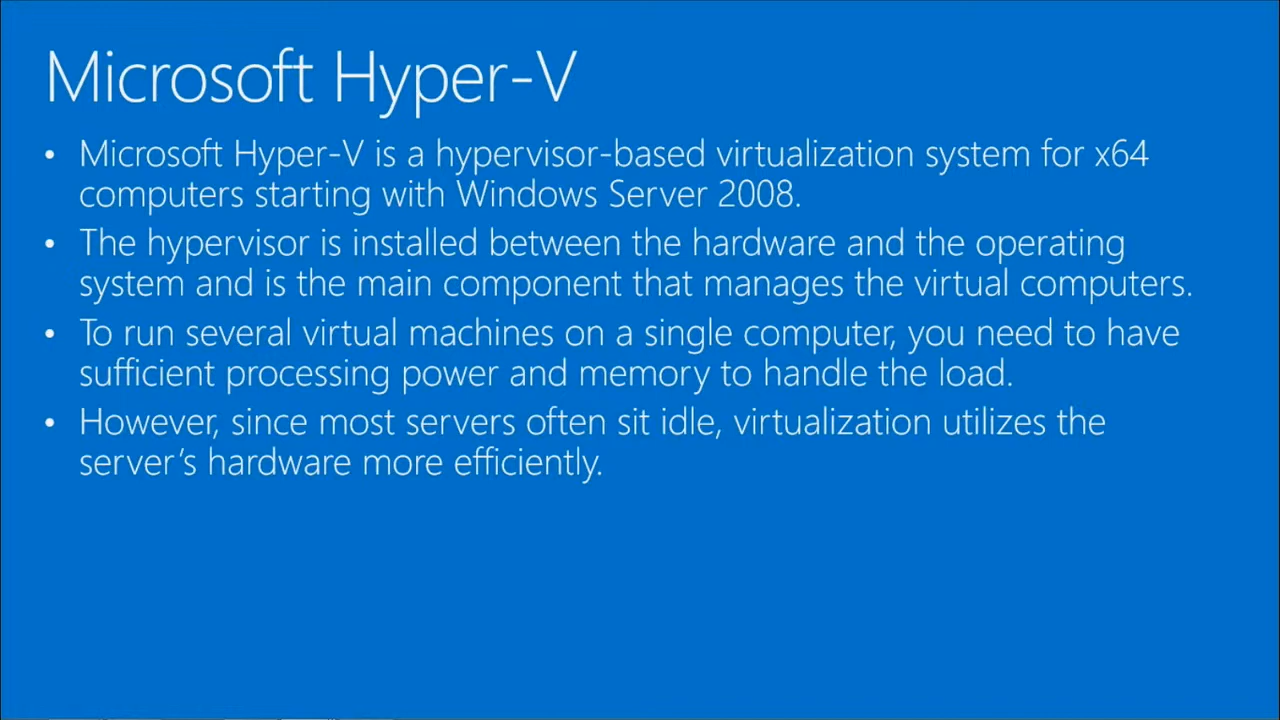 Microsoft Hyper-V
• Microsoft Hyper-V is a hypervisor-based virtualization system for x64
computers starting with Windows Server 2008.
• The hypervisor is installed between the hardware and the operating
system and is the main component that manages the virtual computers.
• To run several virtual machines on a single computer, you need to have
sufficient processing power and memory to handle the load.
• However, since most servers often sit idle, virtualization utilizes the
server’s hardware more efficiently.